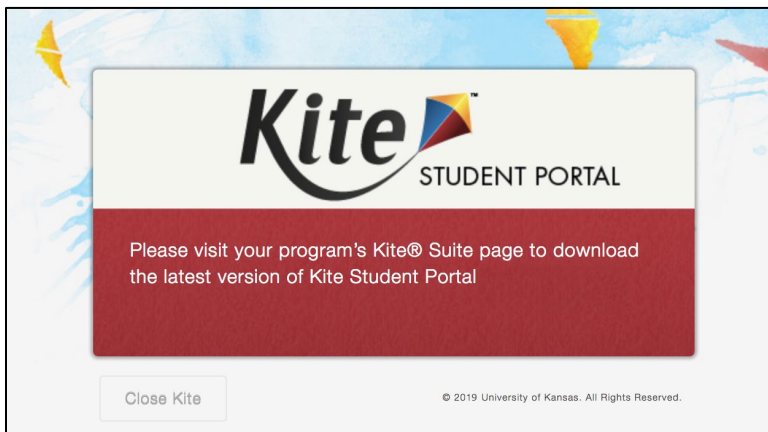 Kite™
STUDENT PORTAL
Please visit your program's Kite® Suite page to download
the latest version of Kite Student Portal
Close Kite
© 2019 University of Kansas. All Rights Reserved.